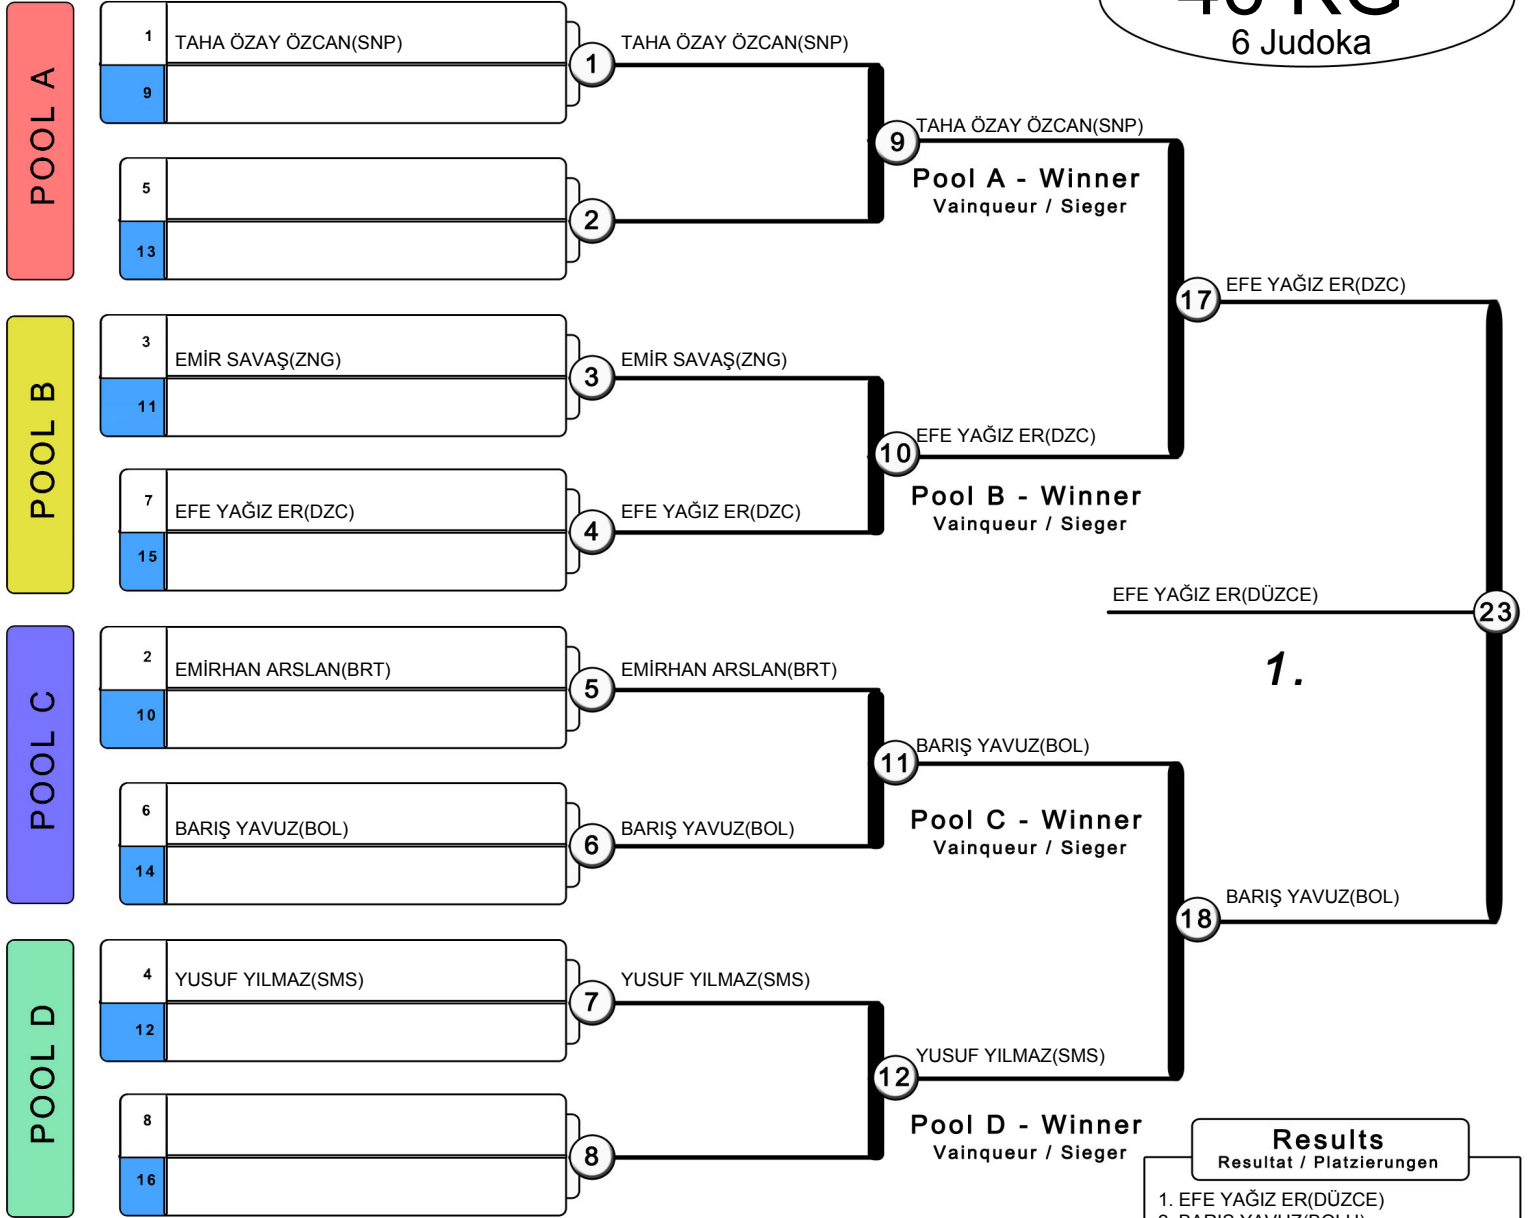 46 KG
6 Judoka
POOL A
1 TAHA ÖZAY ÖZCAN(SNP)
9
5
13
1 TAHA ÖZAY ÖZCAN(SNP)
2
9 TAHA ÖZAY ÖZCAN(SNP)
Pool A - Winner
Vainqueur / Sieger
POOL B
3 EMİR SAVAŞ(ZNG)
11
7 EFE YAĞIZ ER(DZC)
15
3 EMİR SAVAŞ(ZNG)
4 EFE YAĞIZ ER(DZC)
10 EFE YAĞIZ ER(DZC)
Pool B - Winner
Vainqueur / Sieger
17 EFE YAĞIZ ER(DZC)
EFE YAĞIZ ER(DÜZCE)
23
1.
POOL C
2 EMİRHAN ARSLAN(BRT)
10
6 BARIŞ YAVUZ(BOL)
14
5 EMİRHAN ARSLAN(BRT)
6 BARIŞ YAVUZ(BOL)
11 BARIŞ YAVUZ(BOL)
Pool C - Winner
Vainqueur / Sieger
18 BARIŞ YAVUZ(BOL)
POOL D
4 YUSUF YILMAZ(SMS)
12
8
16
7 YUSUF YILMAZ(SMS)
8
12 YUSUF YILMAZ(SMS)
Pool D - Winner
Vainqueur / Sieger
Results
Resultat / Platzierungen
1. EFE YAĞIZ ER(DÜZCE)
2. BARIŞ YAVUZ(BOLU)